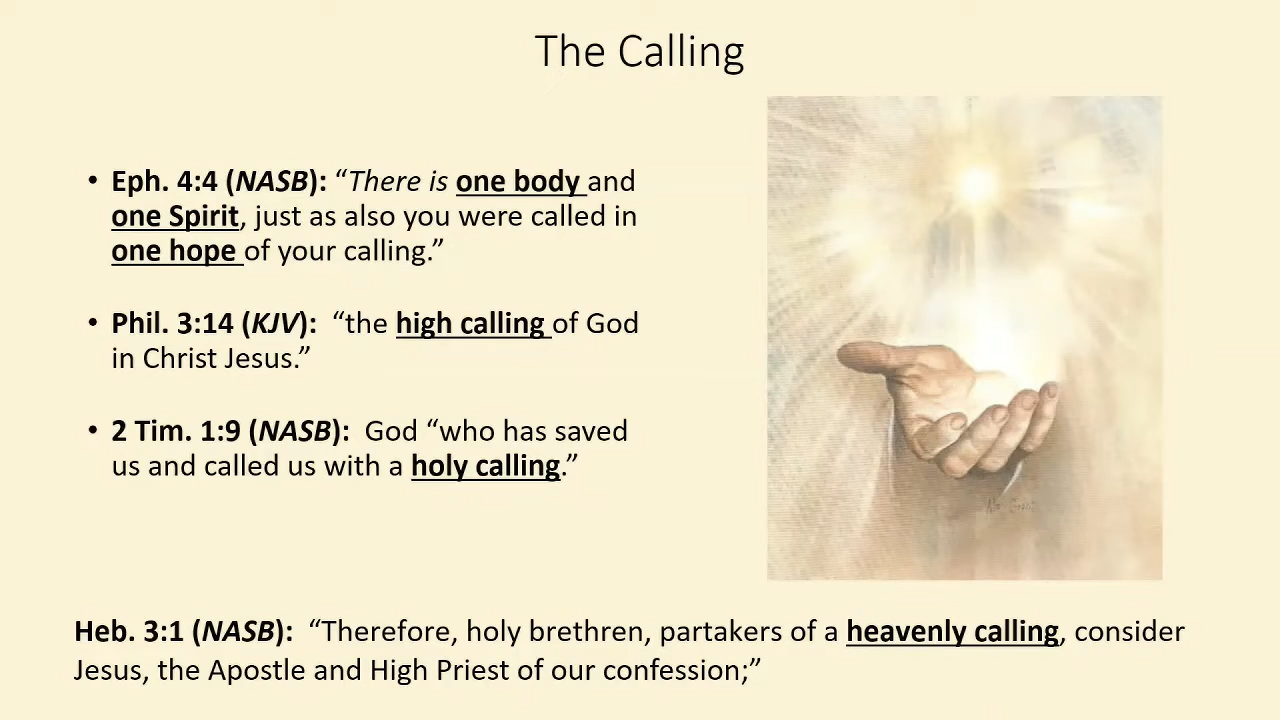 The Calling
• Eph. 4:4 (NASB): “There is one body and
one Spirit, just as also you were called in
one hope of your calling.”
• Phil. 3:14 (KJV):  “the high calling of God
in Christ Jesus.”
• 2 Tim. 1:9 (NASB):  God “who has saved
us and called us with a holy calling.”
Heb. 3:1 (NASB):  “Therefore, holy brethren, partakers of a heavenly calling, consider
Jesus, the Apostle and High Priest of our confession;”